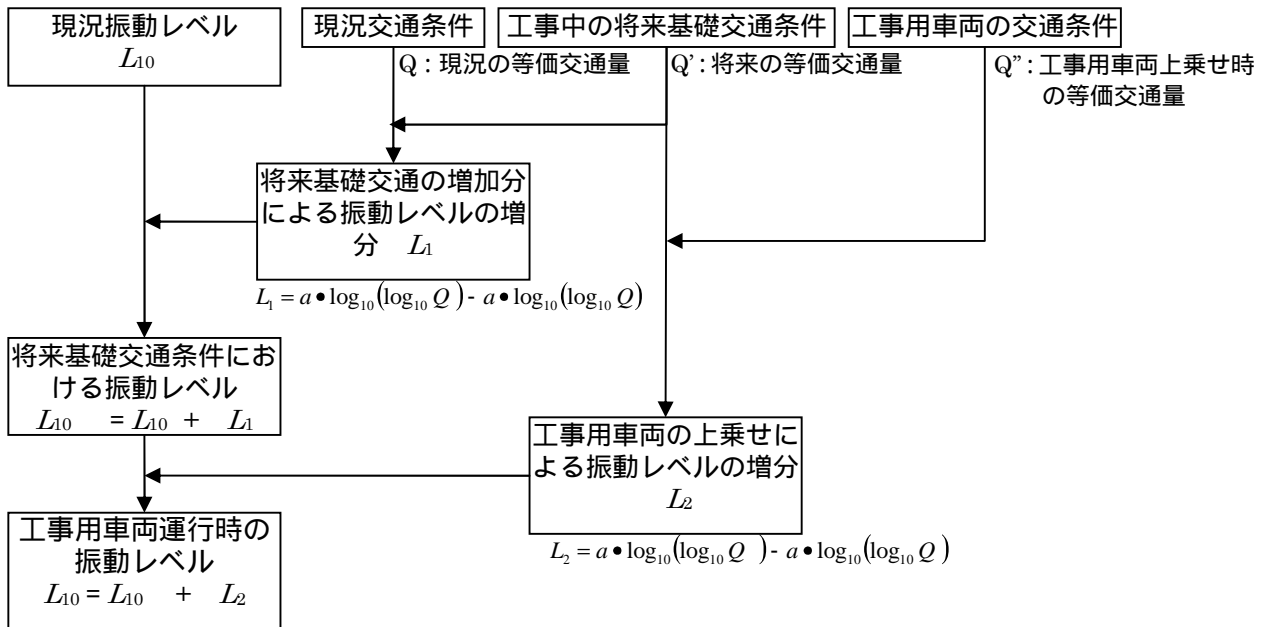 現況振動レベル
L10
現況交通条件
工事中の将来基礎交通条件
工事用車両の交通条件
Q：現況の等価交通量
Q’：将来の等価交通量
Q”：工事用車両上乗せ時
の等価交通量
将来基礎交通の増加分
による振動レベルの増
分 L1
L1 = a • log10(log10 Q ) - a • log10(log10 Q)
将来基礎交通条件にお
ける振動レベル
L10 = L10 + L1
工事用車両の上乗せに
よる振動レベルの増分
L2
L2 = a • log10(log10 Q ) - a • log10(log10 Q )
工事用車両運行時の
振動レベル
L10 = L10 + L2